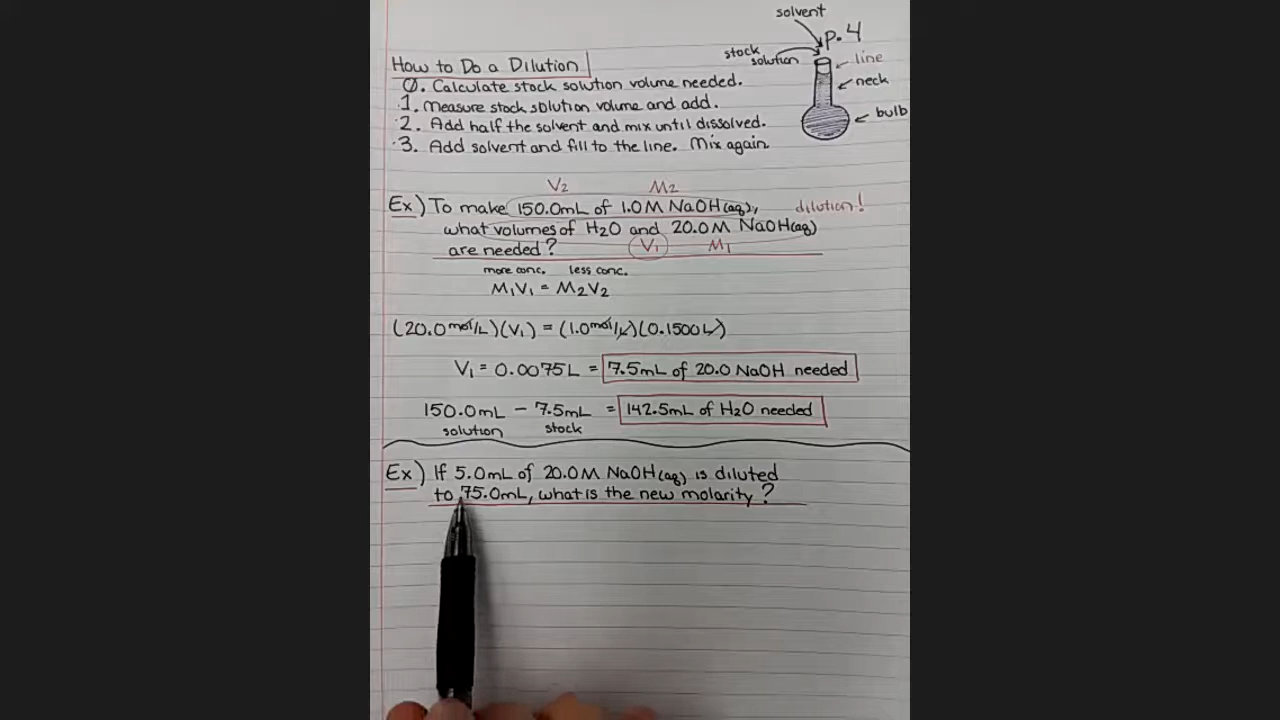 solvent
p.4
stock
solution
line
neck
bulb
How to Do a Dilution
0. Calculate stock solution volume needed.
1. Measure stock solution volume and add.
2. Add half the solvent and mix until dissolved.
3. Add solvent and fill to the line. Mix again
V2 M2
Ex) To make 150.0mL of 1.0M NaOH(aq), dilution!
what volumes of H2O and 20.0M NaOH(aq)
are needed? V1 M1
more conc. less conc.
M1V1 = M2V2
(20.0 mol/L)(V1) = (1.0 mol/L)(0.1500L)
V1 = 0.0075L = 7.5mL of 20.0 NaOH needed
150.0mL - 7.5mL = 142.5mL of H2O needed
solution stock
Ex) If 5.0mL of 20.0M NaOH(aq) is diluted
to 75.0mL, what is the new molarity?